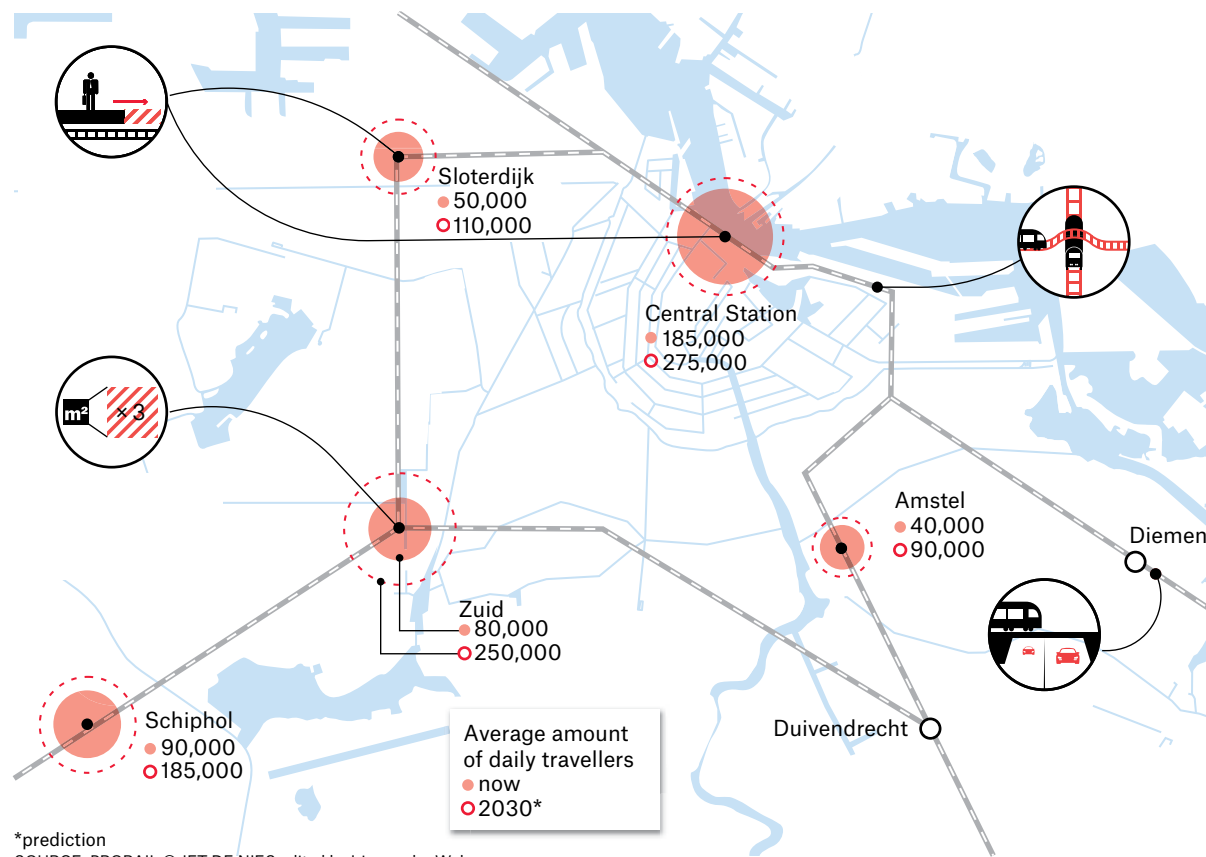 Sloterdijk
50,000
110,000
Central Station
185,000
275,000
m²
× 3
Amstel
40,000
90,000
Diemen
Zuid
80,000
250,000
Schiphol
90,000
185,000
Duivendrecht
Average amount
of daily travellers
now
2030*
*prediction